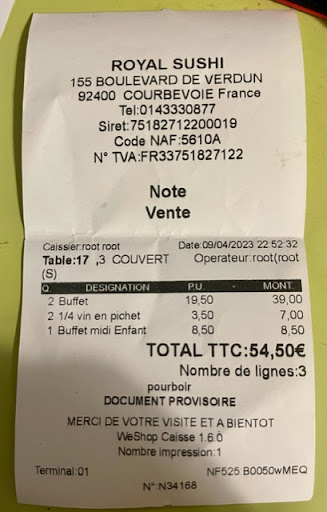 ROYAL SUSHI
155 BOULEVARD DE VERDUN
92400 COURBEVOIE France
Tel:0143330877
Siret:75182712200019
Code NAF:5610A
N° TVA:FR33751827122
Note
Vente
Caissier:root root Date:09/04/2023 22:52:32
Table:17 ,3 COUVERT Operateur:root(root
(S)
Q DESIGNATION P.U - MONT.
2 Buffet 19,50 39,00
2 1/4 vin en pichet 3,50 7,00
1 Buffet midi Enfant 8,50 8,50
TOTAL TTC:54,50€
Nombre de lignes:3
pourboir
DOCUMENT PROVISOIRE
MERCI DE VOTRE VISITE ET A BIENTOT
WeShop Caisse 1.6.0
Nombre impression:1
Terminal:01 NF525:B0050wMEQ
N°:N34168